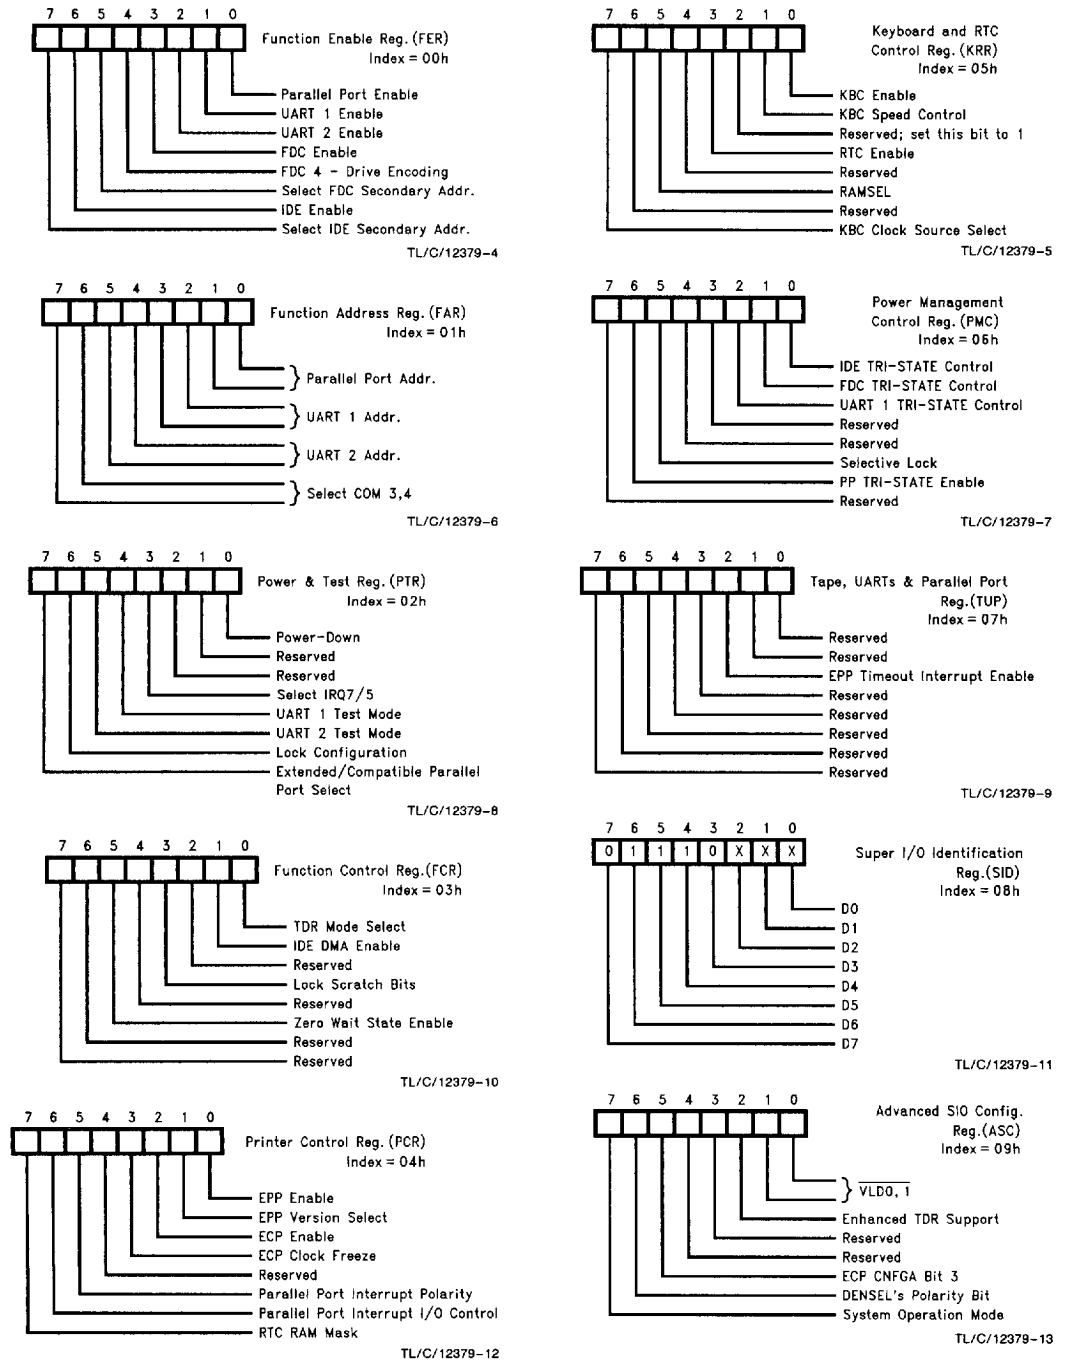 7 6 5 4 3 2 1 0
Function Enable Reg. (FER)
Index = 00h
Parallel Port Enable
UART 1 Enable
UART 2 Enable
FDC Enable
FDC 4 – Drive Encoding
Select FDC Secondary Addr.
IDE Enable
Select IDE Secondary Addr.
TL/C/12379–4
7 6 5 4 3 2 1 0
Keyboard and RTC
Control Reg. (KRR)
Index = 05h
KBC Enable
KBC Speed Control
Reserved; set this bit to 1
RTC Enable
Reserved
RAMSEL
Reserved
KBC Clock Source Select
TL/C/12379–5
7 6 5 4 3 2 1 0
Function Address Reg. (FAR)
Index = 01h
Parallel Port Addr.
UART 1 Addr.
UART 2 Addr.
Select COM 3,4
TL/C/12379–6
7 6 5 4 3 2 1 0
Power Management
Control Reg. (PMC)
Index = 06h
IDE TRI–STATE Control
FDC TRI–STATE Control
UART 1 TRI–STATE Control
Reserved
Reserved
Selective Lock
PP TRI–STATE Enable
Reserved
TL/C/12379–7
7 6 5 4 3 2 1 0
Power & Test Reg. (PTR)
Index = 02h
Power–Down
Reserved
Reserved
Select IRQ7/5
UART 1 Test Mode
UART 2 Test Mode
Lock Configuration
Extended/Compatible Parallel
Port Select
TL/C/12379–8
7 6 5 4 3 2 1 0
Tape, UARTs & Parallel Port
Reg.(TUP)
Index = 07h
Reserved
Reserved
EPP Timeout Interrupt Enable
Reserved
Reserved
Reserved
Reserved
Reserved
TL/C/12379–9
7 6 5 4 3 2 1 0
Function Control Reg.(FCR)
Index = 03h
TDR Mode Select
IDE DMA Enable
Reserved
Lock Scratch Bits
Reserved
Zero Wait State Enable
Reserved
Reserved
TL/C/12379–10
7 6 5 4 3 2 1 0
0 1 1 1 0 X X X
Super I/O Identification
Reg.(SID)
Index = 08h
D0
D1
D2
D3
D4
D5
D6
D7
TL/C/12379–11
7 6 5 4 3 2 1 0
Printer Control Reg. (PCR)
Index = 04h
EPP Enable
EPP Version Select
ECP Enable
ECP Clock Freeze
Reserved
Parallel Port Interrupt Polarity
Parallel Port Interrupt I/O Control
RTC RAM Mask
TL/C/12379–12
7 6 5 4 3 2 1 0
Advanced SIO Config.
Reg.(ASC)
Index = 09h
VLD0, 1
Enhanced TDR Support
Reserved
Reserved
ECP CNFGA Bit 3
DENSEL's Polarity Bit
System Operation Mode
TL/C/12379–13